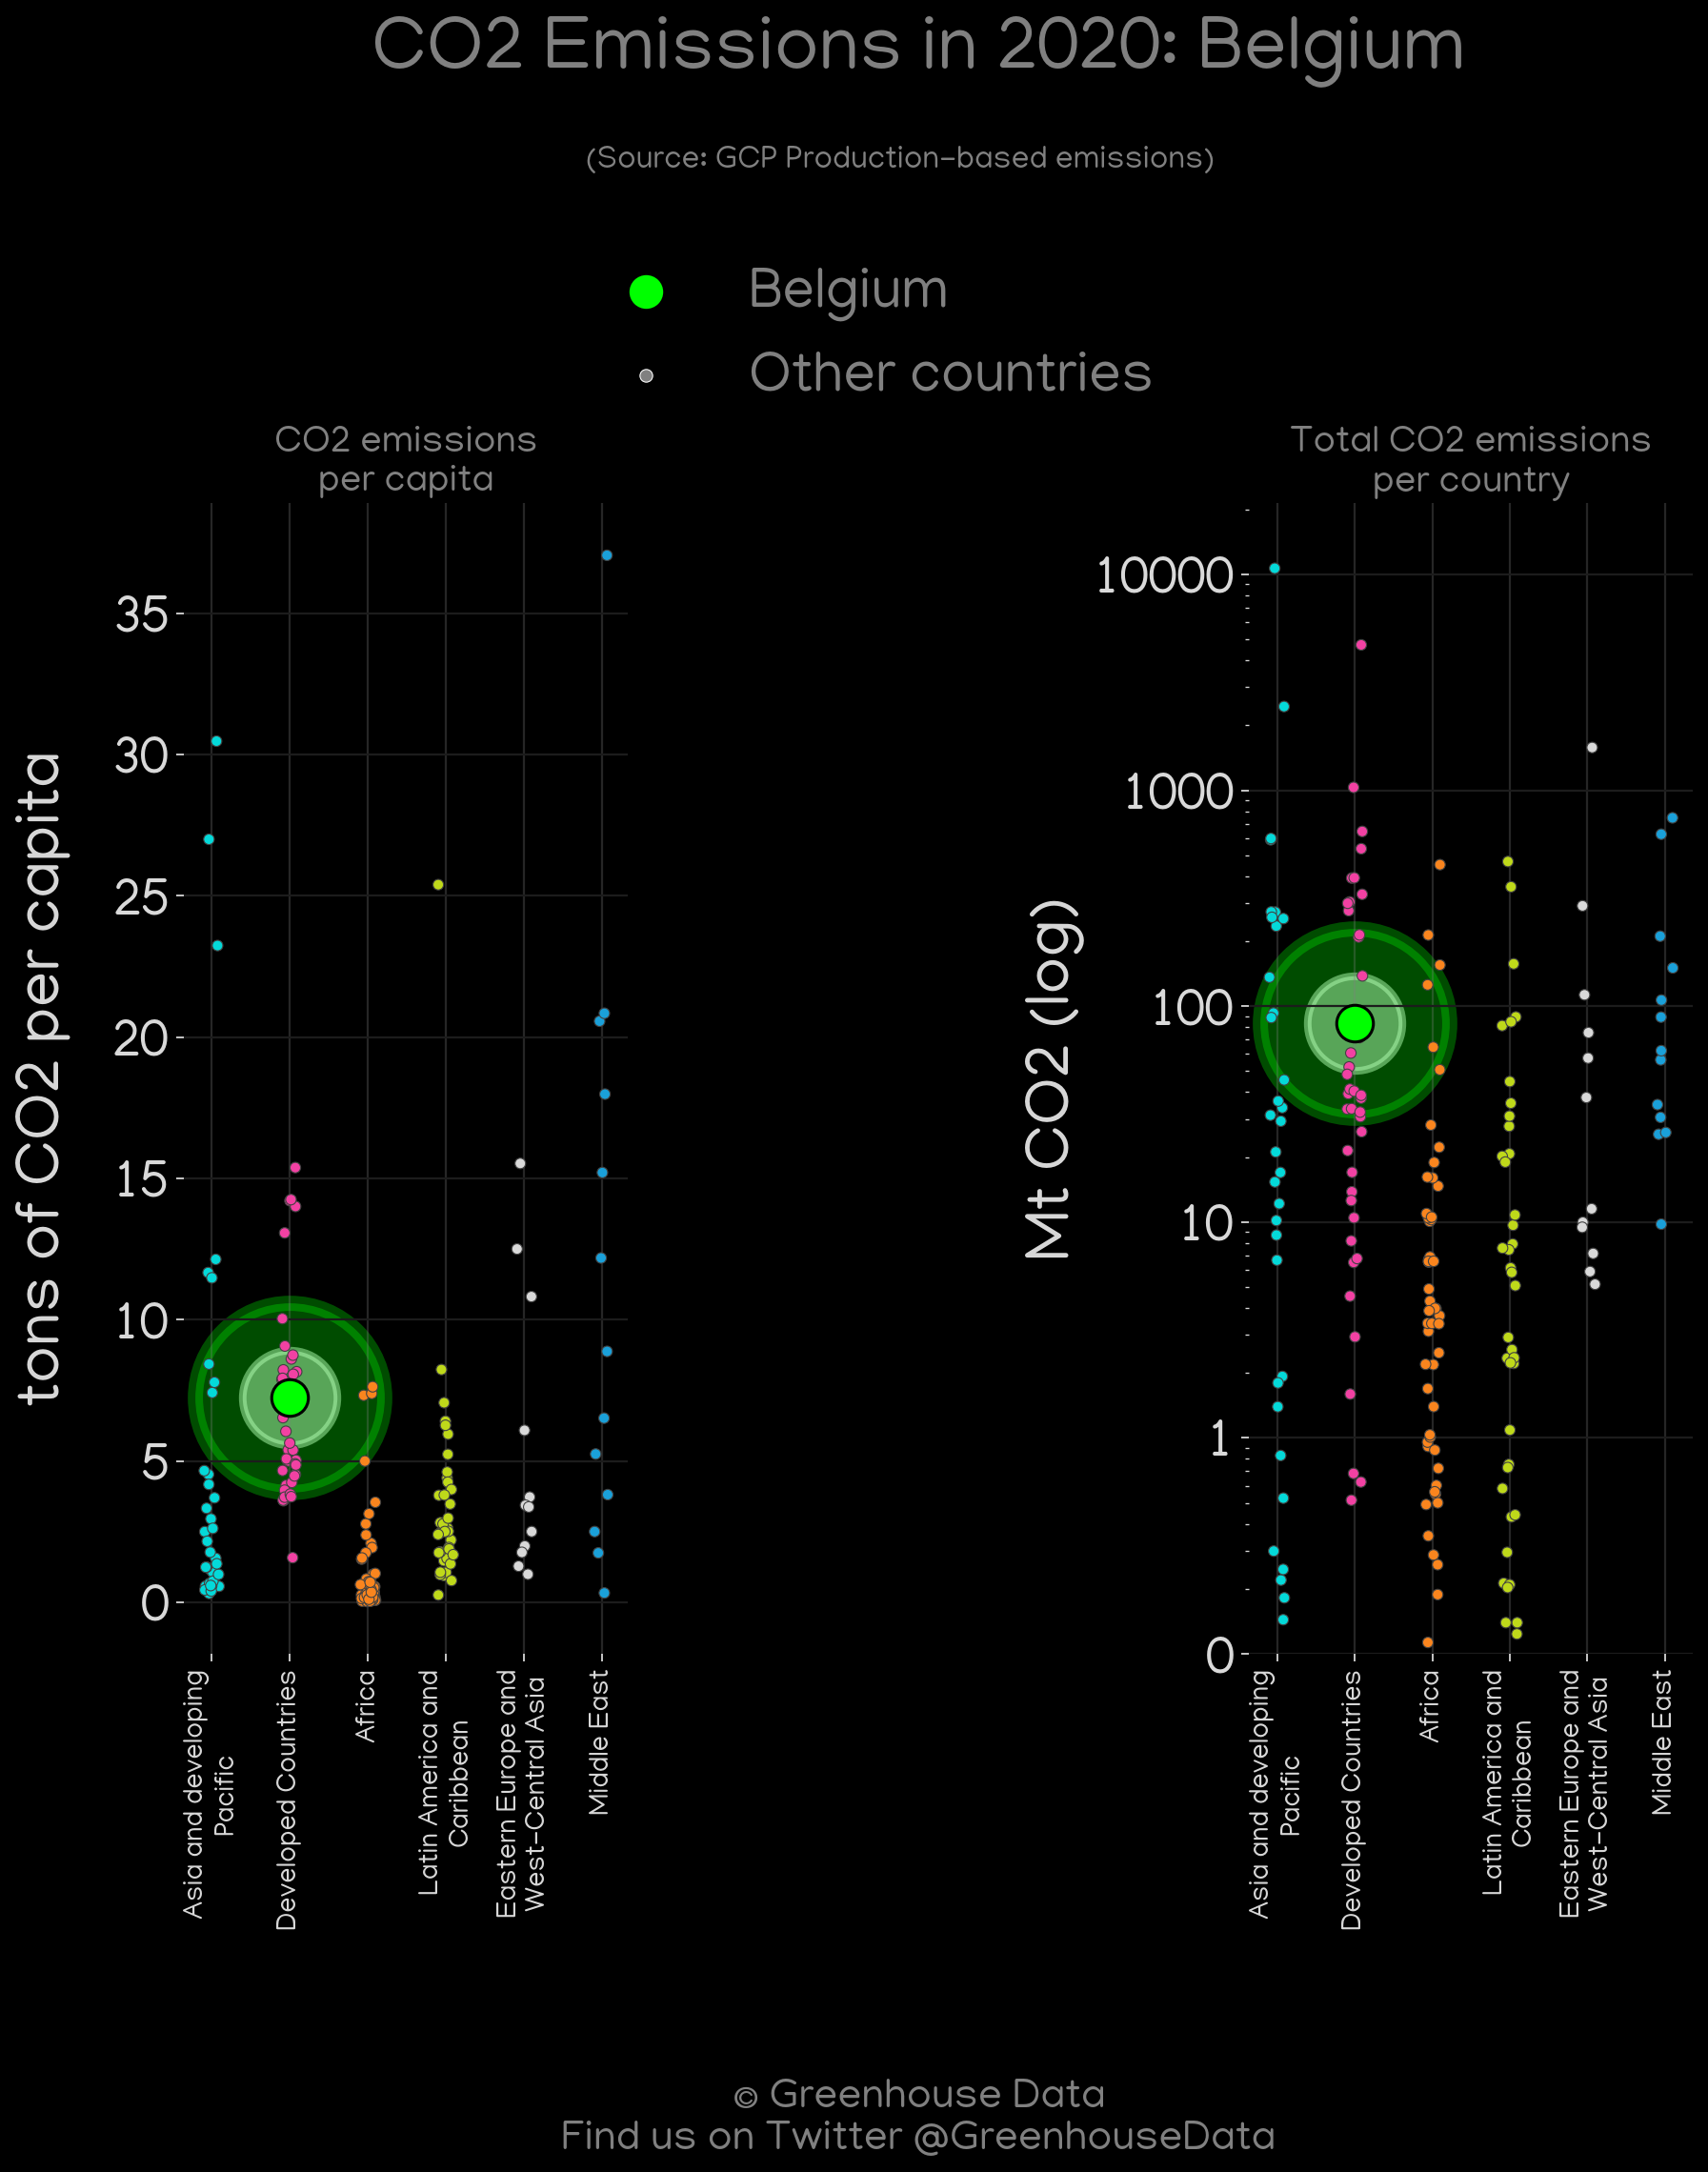 CO2 Emissions in 2020: Belgium
(Source: GCP Production-based emissions)
Belgium
Other countries
CO2 emissions
per capita
tons of CO2 per capita
35
30
25
20
15
10
5
0
Asia and developing
Pacific
Developed Countries
Africa
Latin America and
Caribbean
Eastern Europe and
West-Central Asia
Middle East
Total CO2 emissions
per country
Mt CO2 (log)
10000
1000
100
10
1
0
Asia and developing
Pacific
Developed Countries
Africa
Latin America and
Caribbean
Eastern Europe and
West-Central Asia
Middle East
© Greenhouse Data
Find us on Twitter @GreenhouseData